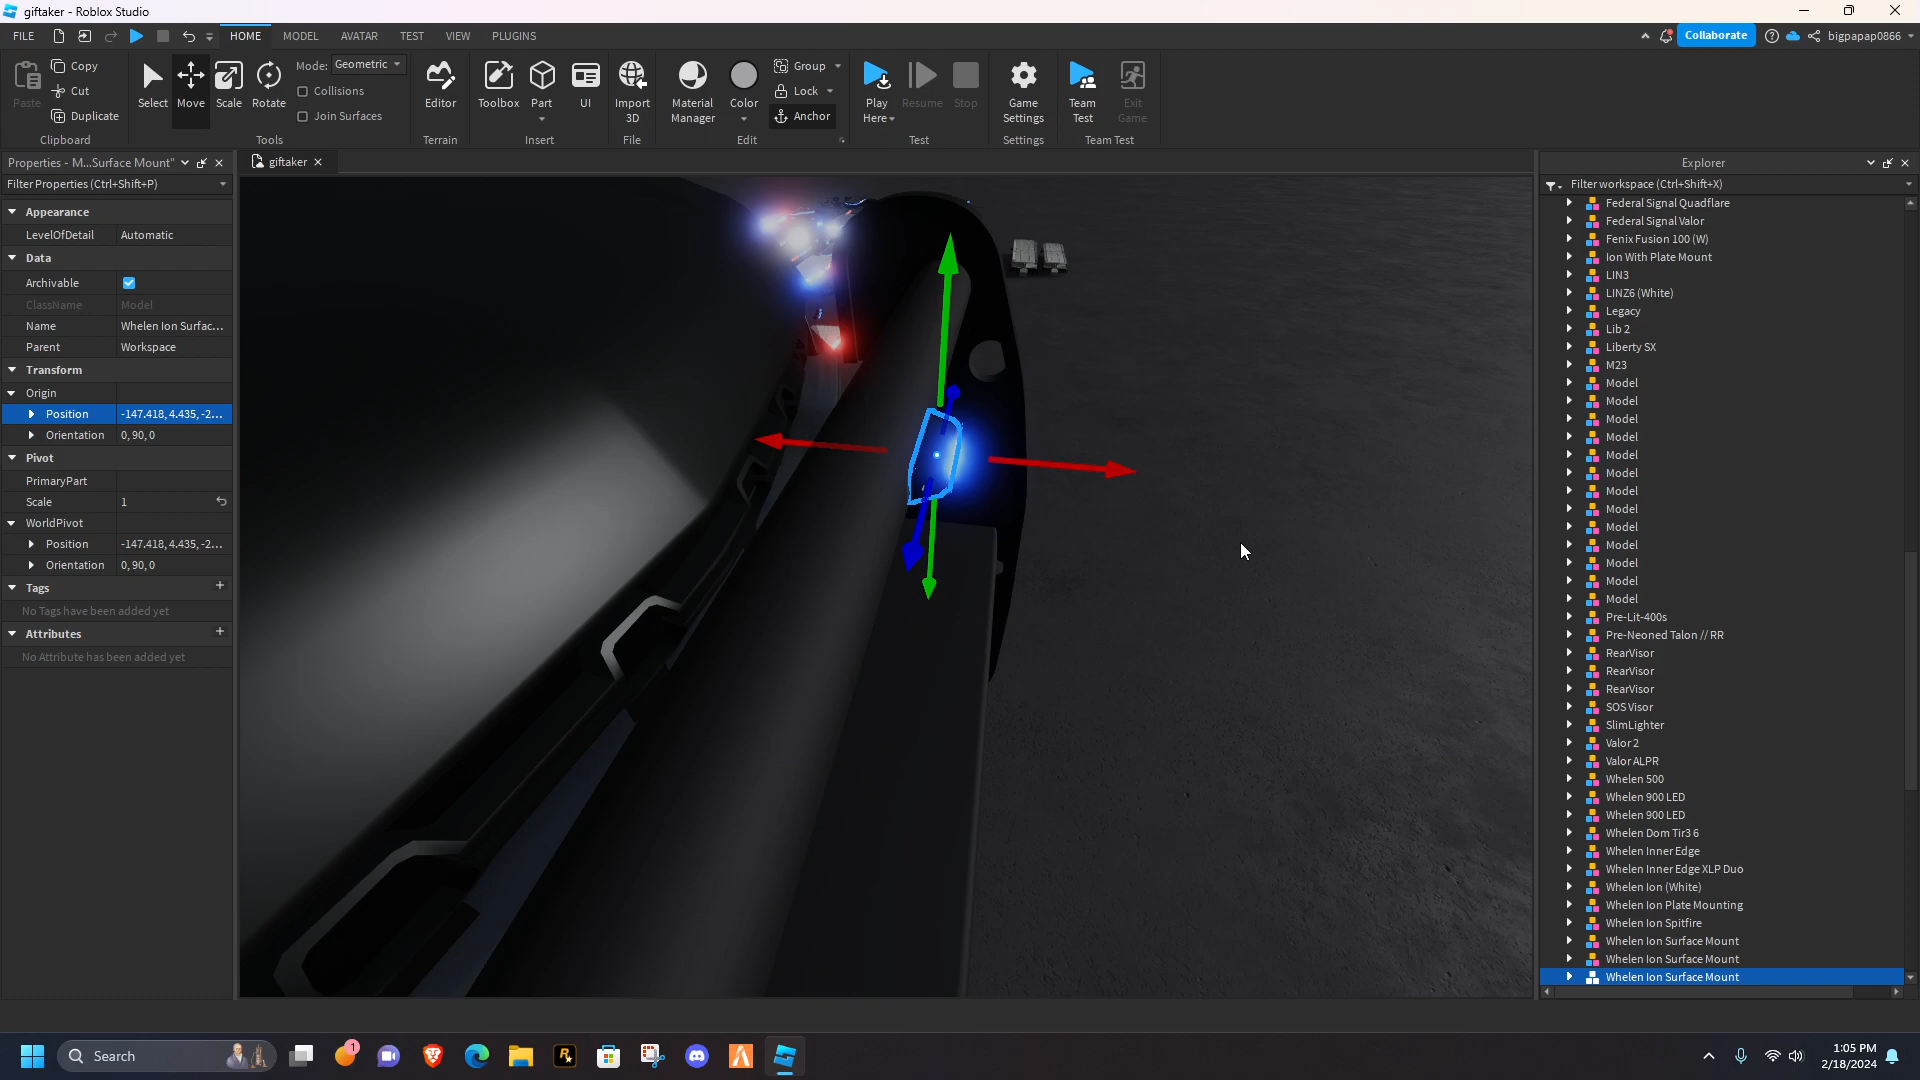 giftaker - Roblox Studio
FILE
HOME
MODEL
AVATAR
TEST
VIEW
PLUGINS
Collaborate
bigpapap0866
Paste
Copy
Cut
Duplicate
Clipboard
Select
Move
Scale
Rotate
Mode: Geometric
Collisions
Join Surfaces
Tools
Editor
Terrain
Toolbox
Part
UI
Insert
Import
3D
File
Material
Manager
Color
Group
Lock
Anchor
Edit
Play
Here
Resume
Stop
Test
Game
Settings
Settings
Team
Test
Exit
Game
Team Test
Properties - M...Surface Mount"
Filter Properties (Ctrl+Shift+P)
Appearance
LevelOfDetail Automatic
Data
Archivable
ClassName Model
Name Whelen Ion Surfac...
Parent Workspace
Transform
Origin
Position -147.418, 4.435, -2...
Orientation 0, 90, 0
Pivot
PrimaryPart
Scale 1
WorldPivot
Position -147.418, 4.435, -2...
Orientation 0, 90, 0
Tags
No Tags have been added yet
Attributes
No Attribute has been added yet
giftaker
Explorer
Filter workspace (Ctrl+Shift+X)
Federal Signal Quadflare
Federal Signal Valor
Fenix Fusion 100 (W)
Ion With Plate Mount
LIN3
LINZ6 (White)
Legacy
Lib 2
Liberty SX
M23
Model
Model
Model
Model
Model
Model
Model
Model
Model
Model
Model
Model
Model
Pre-Lit-400s
Pre-Neoned Talon // RR
RearVisor
RearVisor
RearVisor
SOS Visor
SlimLighter
Valor 2
Valor ALPR
Whelen 500
Whelen 900 LED
Whelen 900 LED
Whelen Dom Tir3 6
Whelen Inner Edge
Whelen Inner Edge XLP Duo
Whelen Ion (White)
Whelen Ion Plate Mounting
Whelen Ion Spitfire
Whelen Ion Surface Mount
Whelen Ion Surface Mount
Whelen Ion Surface Mount
Search
1
1:05 PM
2/18/2024